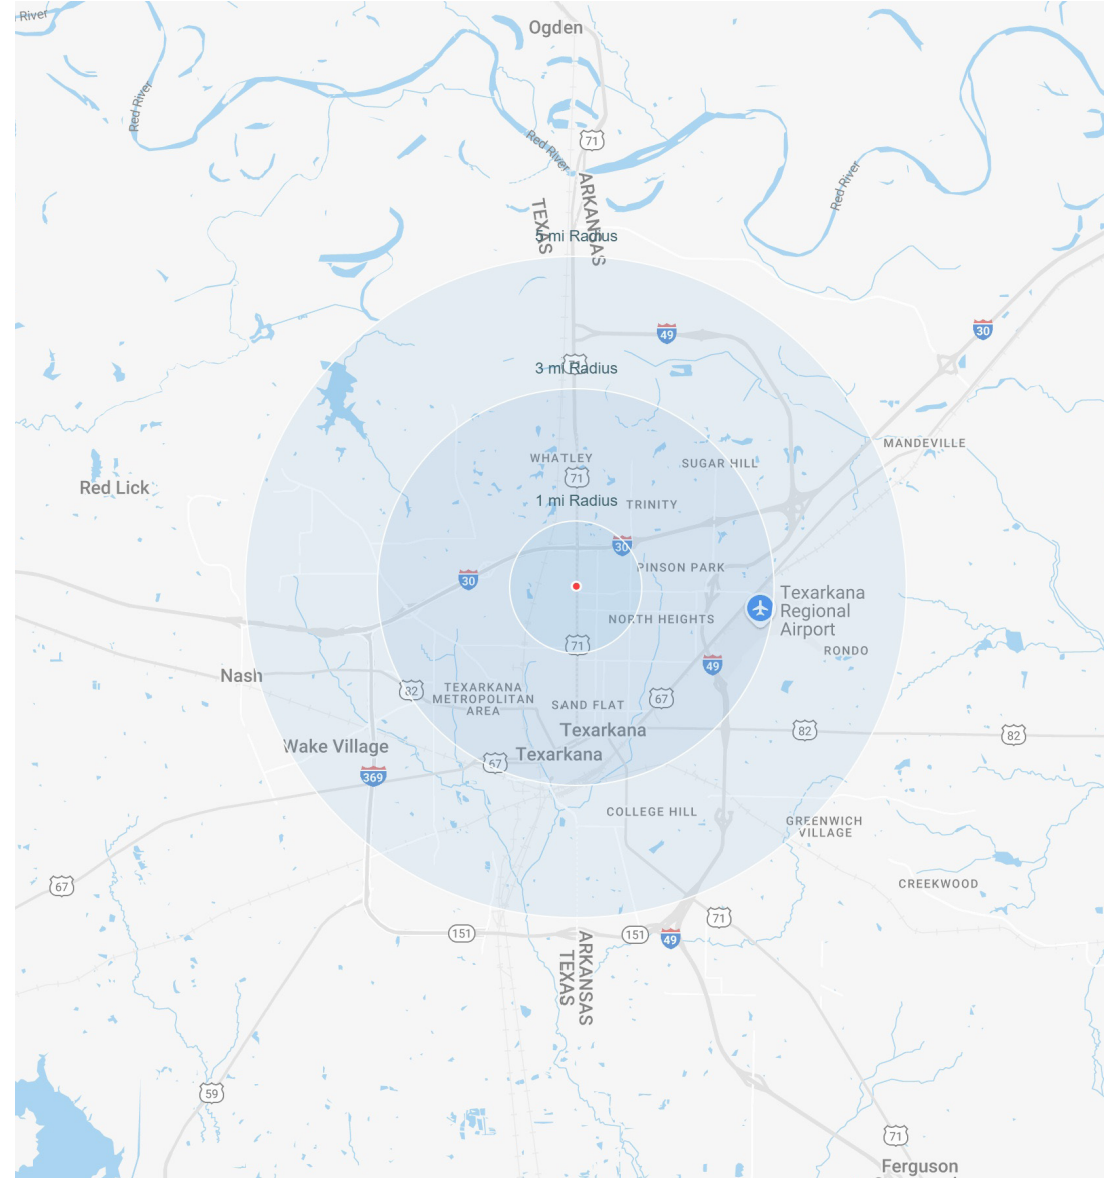 River
Ogden
Red River
Red River
71
Red River
ARKANSAS
TEXAS
5 mi Radius
49
30
71
3 mi Radius
MANDEVILLE
WHATLEY
SUGAR HILL
71
Red Lick
1 mi Radius
TRINITY
30
PINSON PARK
30
Texarkana
Regional
Airport
NORTH HEIGHTS
71
RONDO
49
Nash
82
TEXARKANA
METROPOLITAN
AREA
67
SAND FLAT
Texarkana
82
82
Wake Village
Texarkana
67
369
COLLEGE HILL
GREENWICH
VILLAGE
67
CREEKWOOD
71
151
151
49
ARKANSAS
TEXAS
59
71
Ferguson